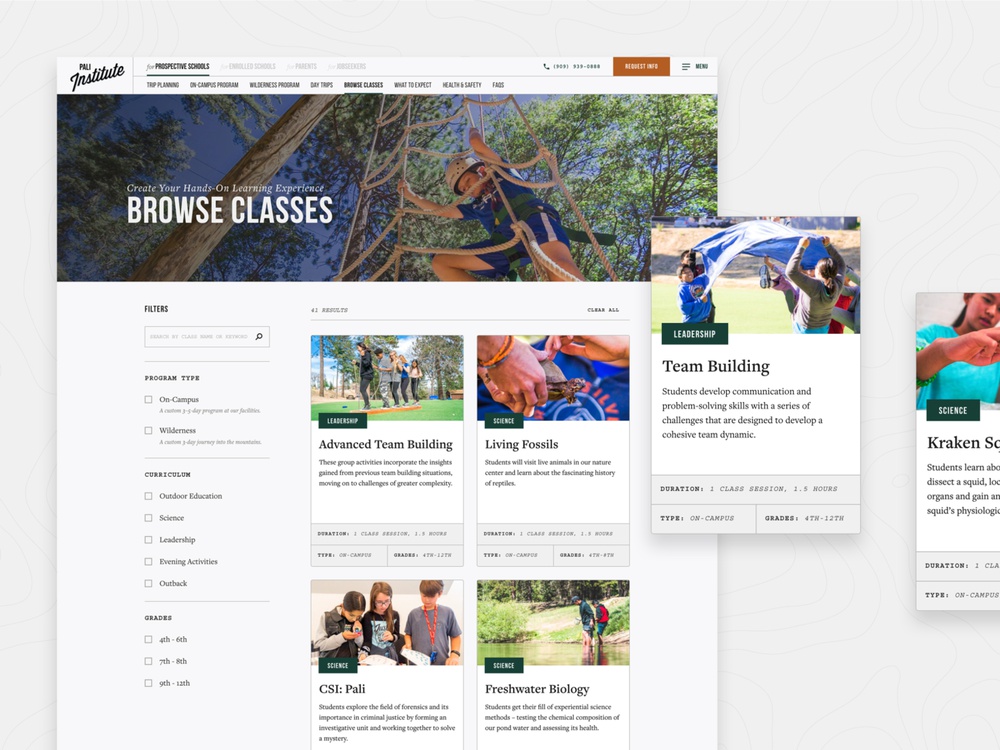 PALI
Institute
for PROSPECTIVE SCHOOLS
for ENROLLED SCHOOLS
for PARENTS
for JOBSEEKERS
(909) 939-0888
REQUEST INFO
MENU
TRIP PLANNING
ON-CAMPUS PROGRAM
WILDERNESS PROGRAM
DAY TRIPS
BROWSE CLASSES
WHAT TO EXPECT
HEALTH & SAFETY
FAQS
Create Your Hands-On Learning Experience
BROWSE CLASSES
FILTERS
SEARCH BY CLASS NAME OR KEYWORD
PROGRAM TYPE
On-Campus
A custom 3-5-day program at our facilities.
Wilderness
A custom 3-day journey into the mountains.
CURRICULUM
Outdoor Education
Science
Leadership
Evening Activities
Outback
GRADES
4th - 6th
7th - 8th
9th - 12th
41 RESULTS
CLEAR ALL
LEADERSHIP
Advanced Team Building
These group activities incorporate the insights
gained from previous team building situations,
moving on to challenges of greater complexity.
DURATION: 1 CLASS SESSION, 1.5 HOURS
TYPE: ON-CAMPUS
GRADES: 4TH-12TH
SCIENCE
Living Fossils
Students will visit live animals in our nature
center and learn about the fascinating history
of reptiles.
DURATION: 1 CLASS SESSION, 1.5 HOURS
TYPE: ON-CAMPUS
GRADES: 4TH-8TH
SCIENCE
CSI: Pali
Students explore the field of forensics and its
importance in criminal justice by forming an
investigative unit and working together to solve
a mystery.
SCIENCE
Freshwater Biology
Students get their fill of experiential science
methods – testing the chemical composition of
our pond water and assessing its health.
LEADERSHIP
Team Building
Students develop communication and
problem-solving skills with a series of
challenges that are designed to develop a
cohesive team dynamic.
DURATION: 1 CLASS SESSION, 1.5 HOURS
TYPE: ON-CAMPUS
GRADES: 4TH-12TH
SCIENCE
Kraken Sq
Students learn abo
dissect a squid, loc
organs and gain an
squid's physiologic
DURATION: 1 CLA
TYPE: ON-CAMPUS